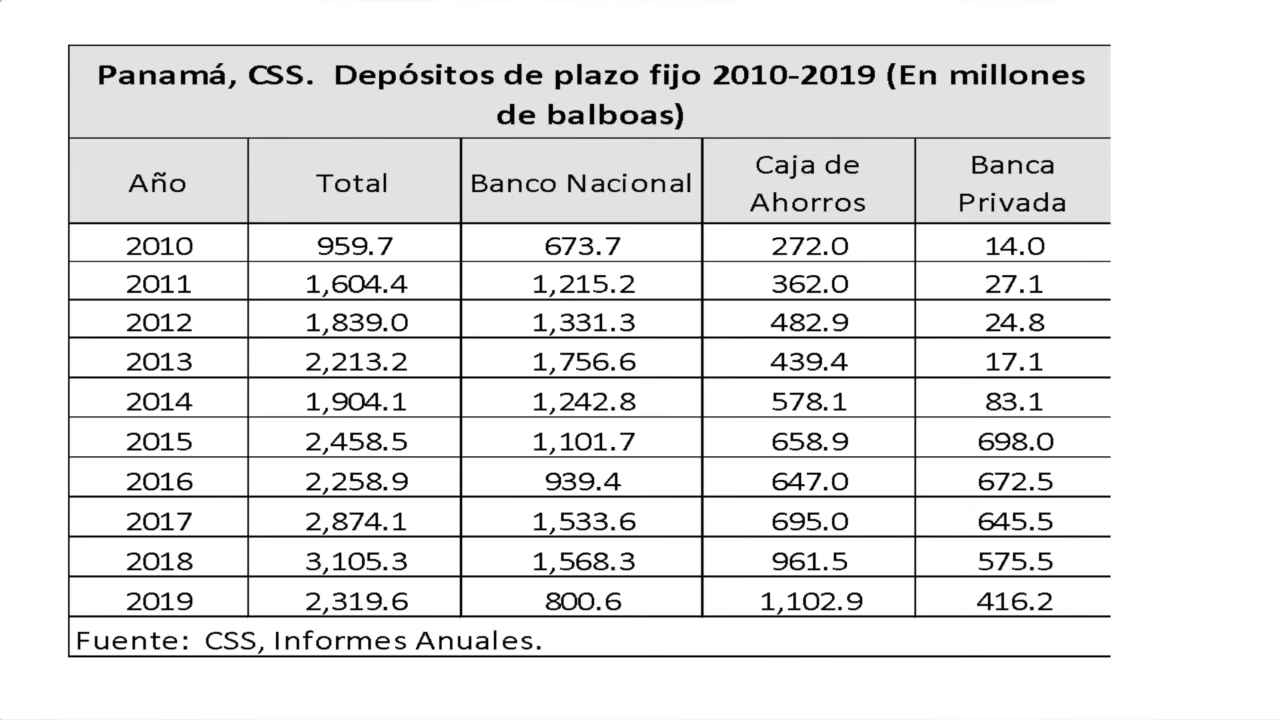 Panamá, CSS.  Depósitos de plazo fijo 2010-2019 (En millones
de balboas)
Año Total Banco Nacional Caja de Ahorros Banca Privada
2010 959.7 673.7 272.0 14.0
2011 1,604.4 1,215.2 362.0 27.1
2012 1,839.0 1,331.3 482.9 24.8
2013 2,213.2 1,756.6 439.4 17.1
2014 1,904.1 1,242.8 578.1 83.1
2015 2,458.5 1,101.7 658.9 698.0
2016 2,258.9 939.4 647.0 672.5
2017 2,874.1 1,533.6 695.0 645.5
2018 3,105.3 1,568.3 961.5 575.5
2019 2,319.6 800.6 1,102.9 416.2
Fuente:  CSS, Informes Anuales.